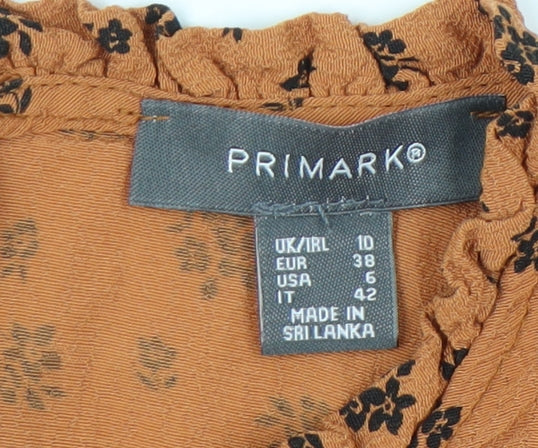 PRIMARK®
UK/IRL 10
EUR 38
USA 6
IT 42
MADE IN
SRI LANKA